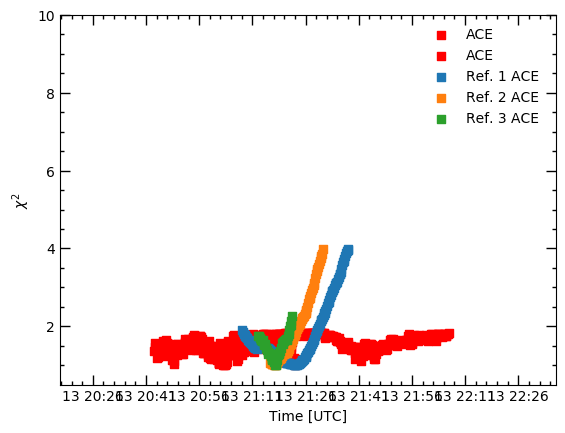 10
8
6
4
2
χ²
ACE
ACE
Ref. 1 ACE
Ref. 2 ACE
Ref. 3 ACE
13 20:26 13 20:41 13 20:56 13 21:11 13 21:26 13 21:41 13 21:56 13 22:11 13 22:26
Time [UTC]